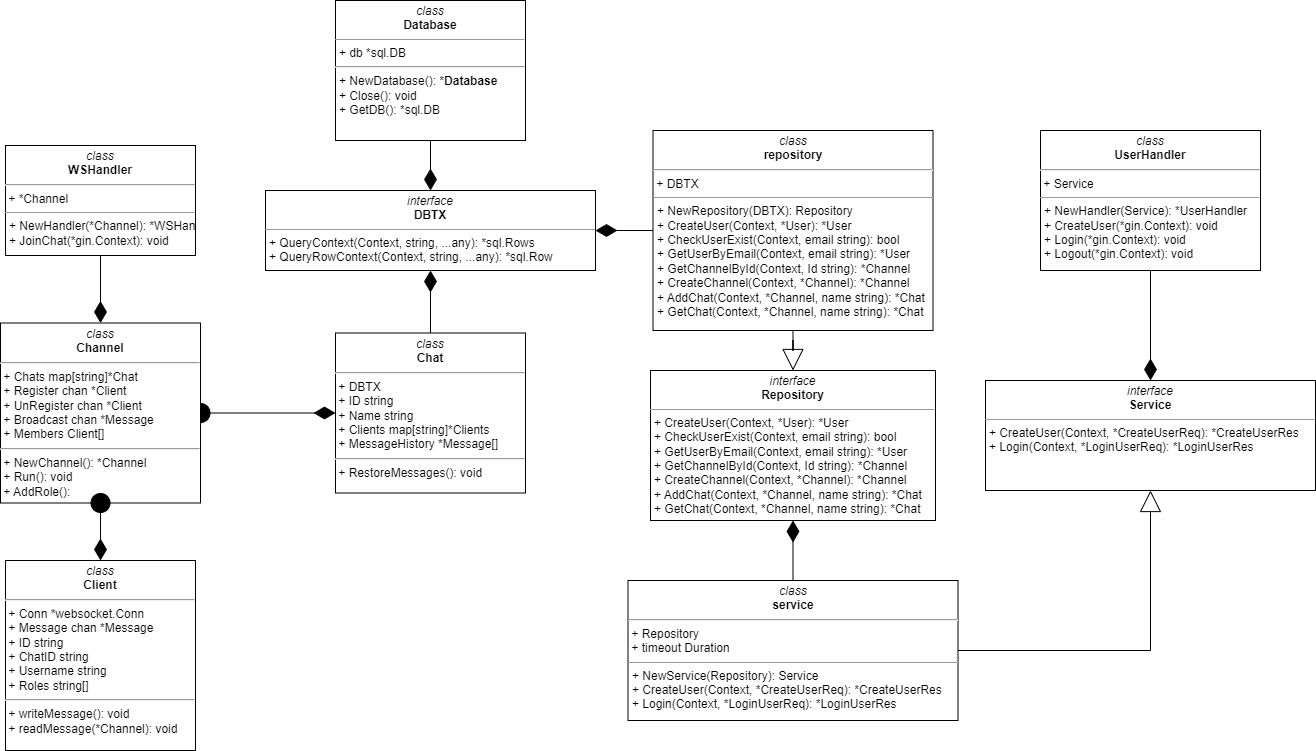 class
Database
+ db *sql.DB
+ NewDatabase(): *Database
+ Close(): void
+ GetDB(): *sql.DB
class
WSHandler
+ *Channel
+ NewHandler(*Channel): *WSHan
+ JoinChat(*gin.Context): void
interface
DBTX
+ QueryContext(Context, string, ...any): *sql.Rows
+ QueryRowContext(Context, string, ...any): *sql.Row
class
repository
+ DBTX
+ NewRepository(DBTX): Repository
+ CreateUser(Context, *User): *User
+ CheckUserExist(Context, email string): bool
+ GetUserByEmail(Context, email string): *User
+ GetChannelById(Context, Id string): *Channel
+ CreateChannel(Context, *Channel): *Channel
+ AddChat(Context, *Channel, name string): *Chat
+ GetChat(Context, *Channel, name string): *Chat
class
UserHandler
+ Service
+ NewHandler(Service): *UserHandler
+ CreateUser(*gin.Context): void
+ Login(*gin.Context): void
+ Logout(*gin.Context): void
class
Channel
+ Chats map[string]*Chat
+ Register chan *Client
+ UnRegister chan *Client
+ Broadcast chan *Message
+ Members Client[]
+ NewChannel(): *Channel
+ Run(): void
+ AddRole():
class
Chat
+ DBTX
+ ID string
+ Name string
+ Clients map[string]*Clients
+ MessageHistory *Message[]
+ RestoreMessages(): void
interface
Repository
+ CreateUser(Context, *User): *User
+ CheckUserExist(Context, email string): bool
+ GetUserByEmail(Context, email string): *User
+ GetChannelById(Context, Id string): *Channel
+ CreateChannel(Context, *Channel): *Channel
+ AddChat(Context, *Channel, name string): *Chat
+ GetChat(Context, *Channel, name string): *Chat
interface
Service
+ CreateUser(Context, *CreateUserReq): *CreateUserRes
+ Login(Context, *LoginUserReq): *LoginUserRes
class
Client
+ Conn *websocket.Conn
+ Message chan *Message
+ ID string
+ ChatID string
+ Username string
+ Roles string[]
+ writeMessage(): void
+ readMessage(*Channel): void
class
service
+ Repository
+ timeout Duration
+ NewService(Repository): Service
+ CreateUser(Context, *CreateUserReq): *CreateUserRes
+ Login(Context, *LoginUserReq): *LoginUserRes